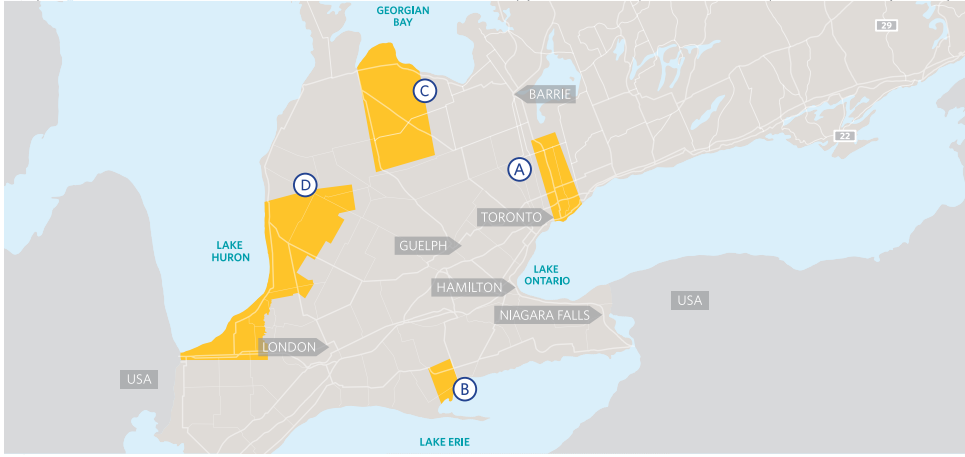 GEORGIAN
BAY
29
C
BARRIE
22
A
D
TORONTO
GUELPH
LAKE
HURON
LAKE
ONTARIO
HAMILTON
USA
NIAGARA FALLS
LONDON
USA
B
LAKE ERIE